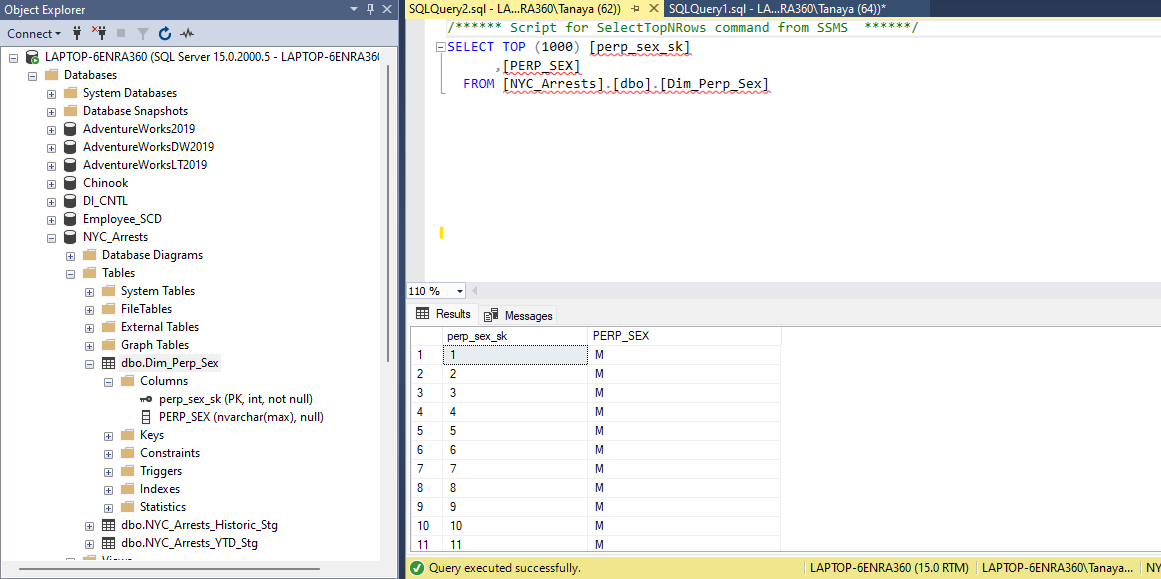 Object Explorer
Connect
LAPTOP-6ENRA360 (SQL Server 15.0.2000.5 - LAPTOP-6ENRA360
Databases
System Databases
Database Snapshots
AdventureWorks2019
AdventureWorksDW2019
AdventureWorksLT2019
Chinook
DI_CNTL
Employee_SCD
NYC_Arrests
Database Diagrams
Tables
System Tables
FileTables
External Tables
Graph Tables
dbo.Dim_Perp_Sex
Columns
perp_sex_sk (PK, int, not null)
PERP_SEX (nvarchar(max), null)
Keys
Constraints
Triggers
Indexes
Statistics
dbo.NYC_Arrests_Historic_Stg
dbo.NYC_Arrests_YTD_Stg
Views
SQLQuery2.sql - LA...RA360\Tanaya (62)) SQLQuery1.sql - LA...RA360\Tanaya (64))*
/****** Script for SelectTopNRows command from SSMS ******/
SELECT TOP (1000) [perp_sex_sk]
,[PERP_SEX]
FROM [NYC_Arrests].[dbo].[Dim_Perp_Sex]
110 %
Results Messages
perp_sex_sk PERP_SEX
1 1 M
2 2 M
3 3 M
4 4 M
5 5 M
6 6 M
7 7 M
8 8 M
9 9 M
10 10 M
11 11 M
Query executed successfully. LAPTOP-6ENRA360 (15.0 RTM) LAPTOP-6ENRA360\Tanaya... NY